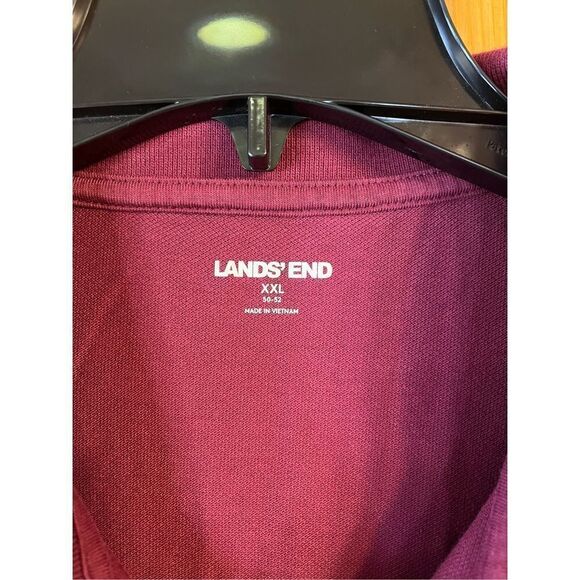 LANDS' END
XXL
50-52
MADE IN VIETNAM